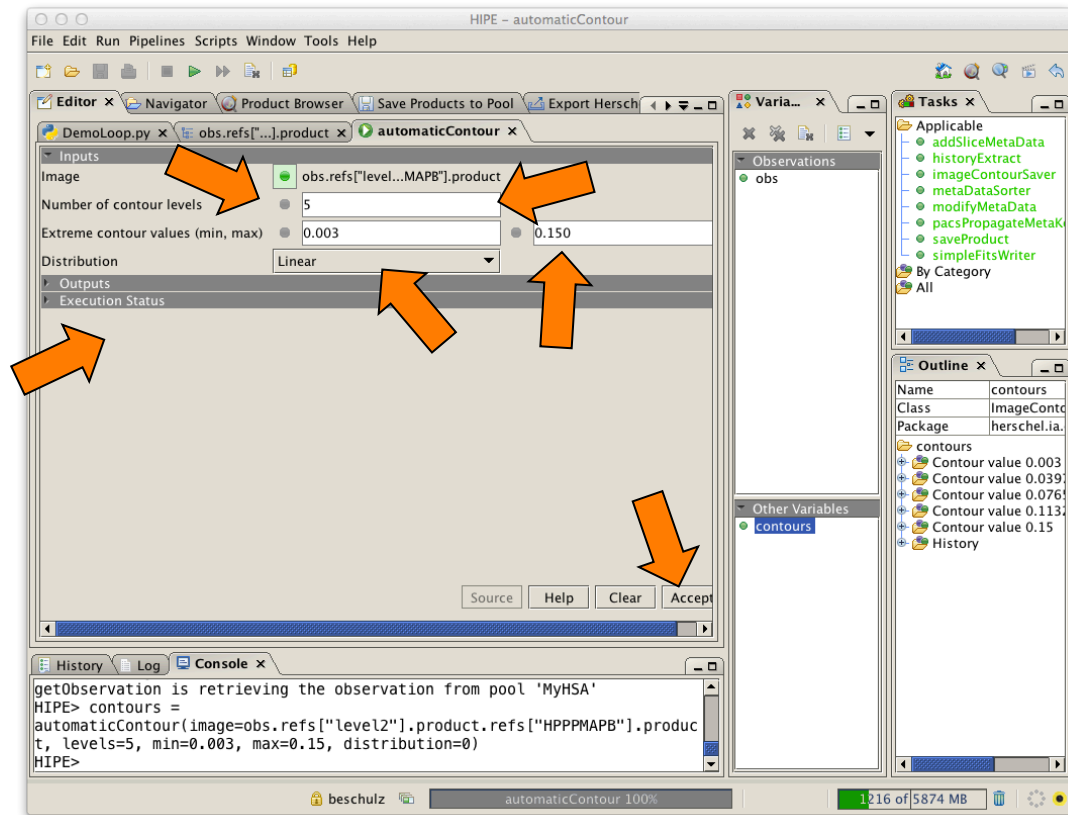 HIPE – automaticContour
File Edit Run Pipelines Scripts Window Tools Help
Editor
Navigator
Product Browser
Save Products to Pool
Export Hersch
DemoLoop.py
obs.refs["...].product
automaticContour
Inputs
Image obs.refs["level...MAPB"].product
Number of contour levels 5
Extreme contour values (min, max) 0.003 0.150
Distribution Linear
Outputs
Execution Status
Source Help Clear Accept
History Log Console
getObservation is retrieving the observation from pool 'MyHSA'
HIPE> contours =
automaticContour(image=obs.refs["level2"].product.refs["HPPPMAPB"].produc
t, levels=5, min=0.003, max=0.15, distribution=0)
HIPE>
Varia...
Observations
obs
Other Variables
contours
Tasks
Applicable
addSliceMetaData
historyExtract
imageContourSaver
metaDataSorter
modifyMetaData
pacsPropagateMetaK
saveProduct
simpleFitsWriter
By Category
All
Outline
Name contours
Class ImageConto
Package herschel.ia.
contours
Contour value 0.003
Contour value 0.0397
Contour value 0.0765
Contour value 0.1132
Contour value 0.15
History
beschulz
automaticContour 100%
1216 of 5874 MB